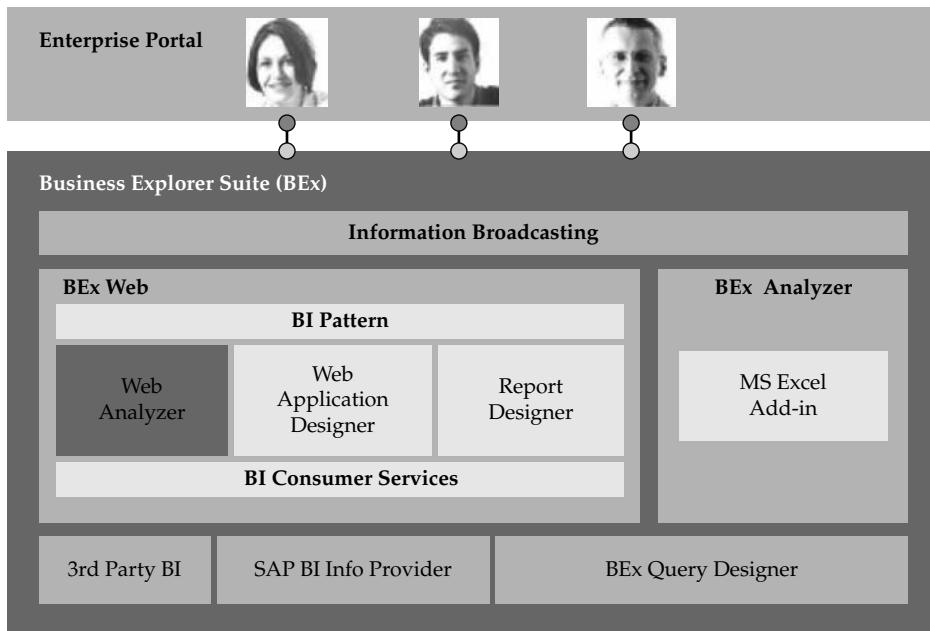 Enterprise Portal
Business Explorer Suite (BEx)
Information Broadcasting
BEx Web
BI Pattern
Web
Analyzer
Web
Application
Designer
Report
Designer
BI Consumer Services
BEx Analyzer
MS Excel
Add-in
3rd Party BI
SAP BI Info Provider
BEx Query Designer